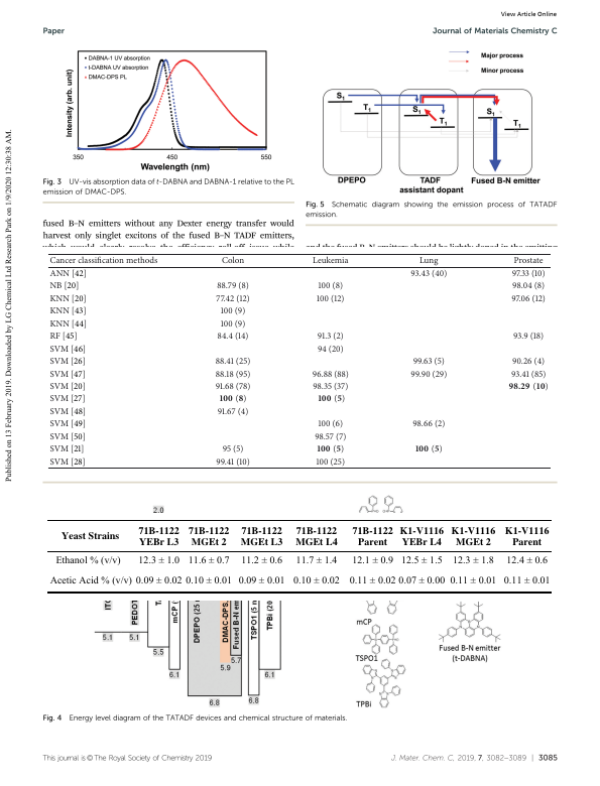 View Article Online
Paper
Journal of Materials Chemistry C
Published on 13 February 2019. Downloaded by LG Chemical Ltd Research Park on 1/9/2020 12:30:38 AM.
DABNA-1 UV absorption
t-DABNA UV absorption
DMAC-DPS PL
Intensity (arb. unit)
350
450
550
Wavelength (nm)
Fig. 3 UV-vis absorption data of t-DABNA and DABNA-1 relative to the PL
emission of DMAC-DPS.
Major process
Minor process
S1
T1
S1
T1
S1
T1
DPEPO
TADF
assistant dopant
Fused B-N emitter
Fig. 5 Schematic diagram showing the emission process of TATADF
emission.
fused B–N emitters without any Dexter energy transfer would
harvest only singlet excitons of the fused B–N TADF emitters,
Cancer classification methods Colon Leukemia Lung Prostate
ANN [42] 93.43 (40) 97.33 (10)
NB [20] 88.79 (8) 100 (8) 98.04 (8)
KNN [20] 77.42 (12) 100 (12) 97.06 (12)
KNN [43] 100 (9)
KNN [44] 100 (9)
RF [45] 84.4 (14) 91.3 (2) 93.9 (18)
SVM [46] 94 (20)
SVM [26] 88.41 (25) 99.63 (5) 90.26 (4)
SVM [47] 88.18 (95) 96.88 (88) 99.90 (29) 93.41 (85)
SVM [20] 91.68 (78) 98.35 (37) 98.29 (10)
SVM [27] 100 (8) 100 (5)
SVM [48] 91.67 (4)
SVM [49] 100 (6) 98.66 (2)
SVM [50] 98.57 (7)
SVM [21] 95 (5) 100 (5) 100 (5)
SVM [28] 99.41 (10) 100 (25)
2.0
Yeast Strains 71B-1122 YEBr L3 71B-1122 MGEt 2 71B-1122 MGEt L3 71B-1122 MGEt L4 71B-1122 Parent K1-V1116 YEBr L4 K1-V1116 MGEt 2 K1-V1116 Parent
Ethanol % (v/v) 12.3 ± 1.0 11.6 ± 0.7 11.2 ± 0.6 11.7 ± 1.4 12.1 ± 0.9 12.5 ± 1.5 12.3 ± 1.8 12.4 ± 0.6
Acetic Acid % (v/v) 0.09 ± 0.02 0.10 ± 0.01 0.09 ± 0.01 0.10 ± 0.02 0.11 ± 0.02 0.07 ± 0.00 0.11 ± 0.01 0.11 ± 0.01
PEDOT
mCP (
DPEPO (25
DMAC-DPS
Fused B-N em
TSPO1 (5 n
TPBi (20
5.1
5.1
5.5
6.1
5.9
5.7
6.1
6.8
6.8
mCP
TSPO1
TPBi
Fused B-N emitter
(t-DABNA)
Fig. 4 Energy level diagram of the TATADF devices and chemical structure of materials.
This journal is © The Royal Society of Chemistry 2019
J. Mater. Chem. C, 2019, 7, 3082–3089 | 3085